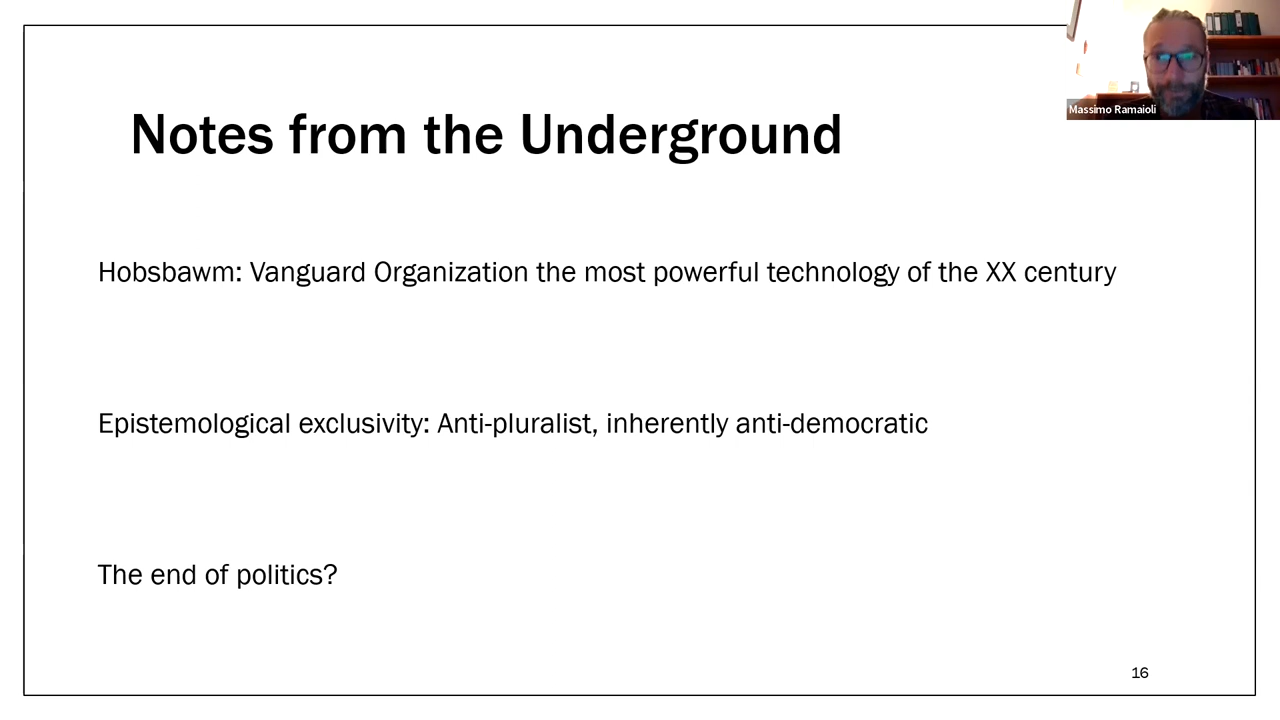 Massimo Ramaioli
Notes from the Underground
Hobsbawm: Vanguard Organization the most powerful technology of the XX century
Epistemological exclusivity: Anti-pluralist, inherently anti-democratic
The end of politics?
16